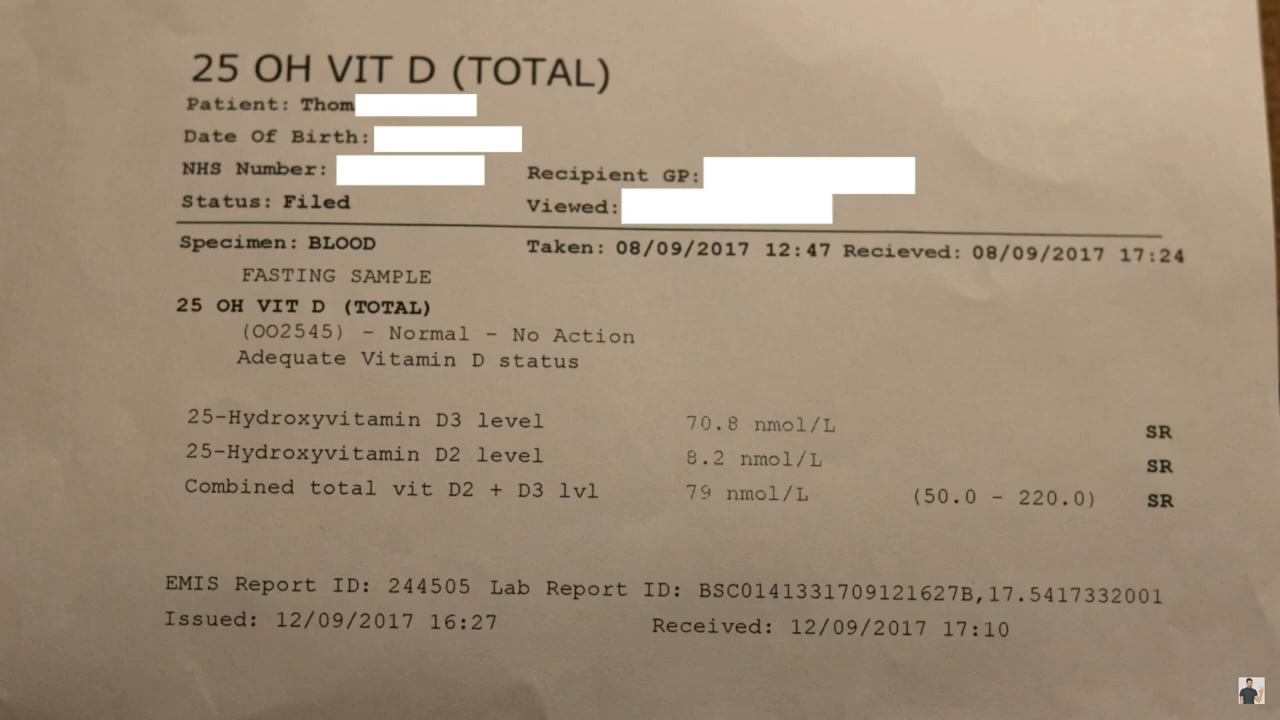 25 OH VIT D (TOTAL)
Patient: Thom
Date Of Birth:
NHS Number: Recipient GP:
Status: Filed Viewed:
Specimen: BLOOD Taken: 08/09/2017 12:47 Recieved: 08/09/2017 17:24
FASTING SAMPLE
25 OH VIT D (TOTAL)
(OO2545) - Normal - No Action
Adequate Vitamin D status
25-Hydroxyvitamin D3 level 70.8 nmol/L SR
25-Hydroxyvitamin D2 level 8.2 nmol/L SR
Combined total vit D2 + D3 lvl 79 nmol/L (50.0 - 220.0) SR
EMIS Report ID: 244505 Lab Report ID: BSC0141331709121627B,17.5417332001
Issued: 12/09/2017 16:27 Received: 12/09/2017 17:10